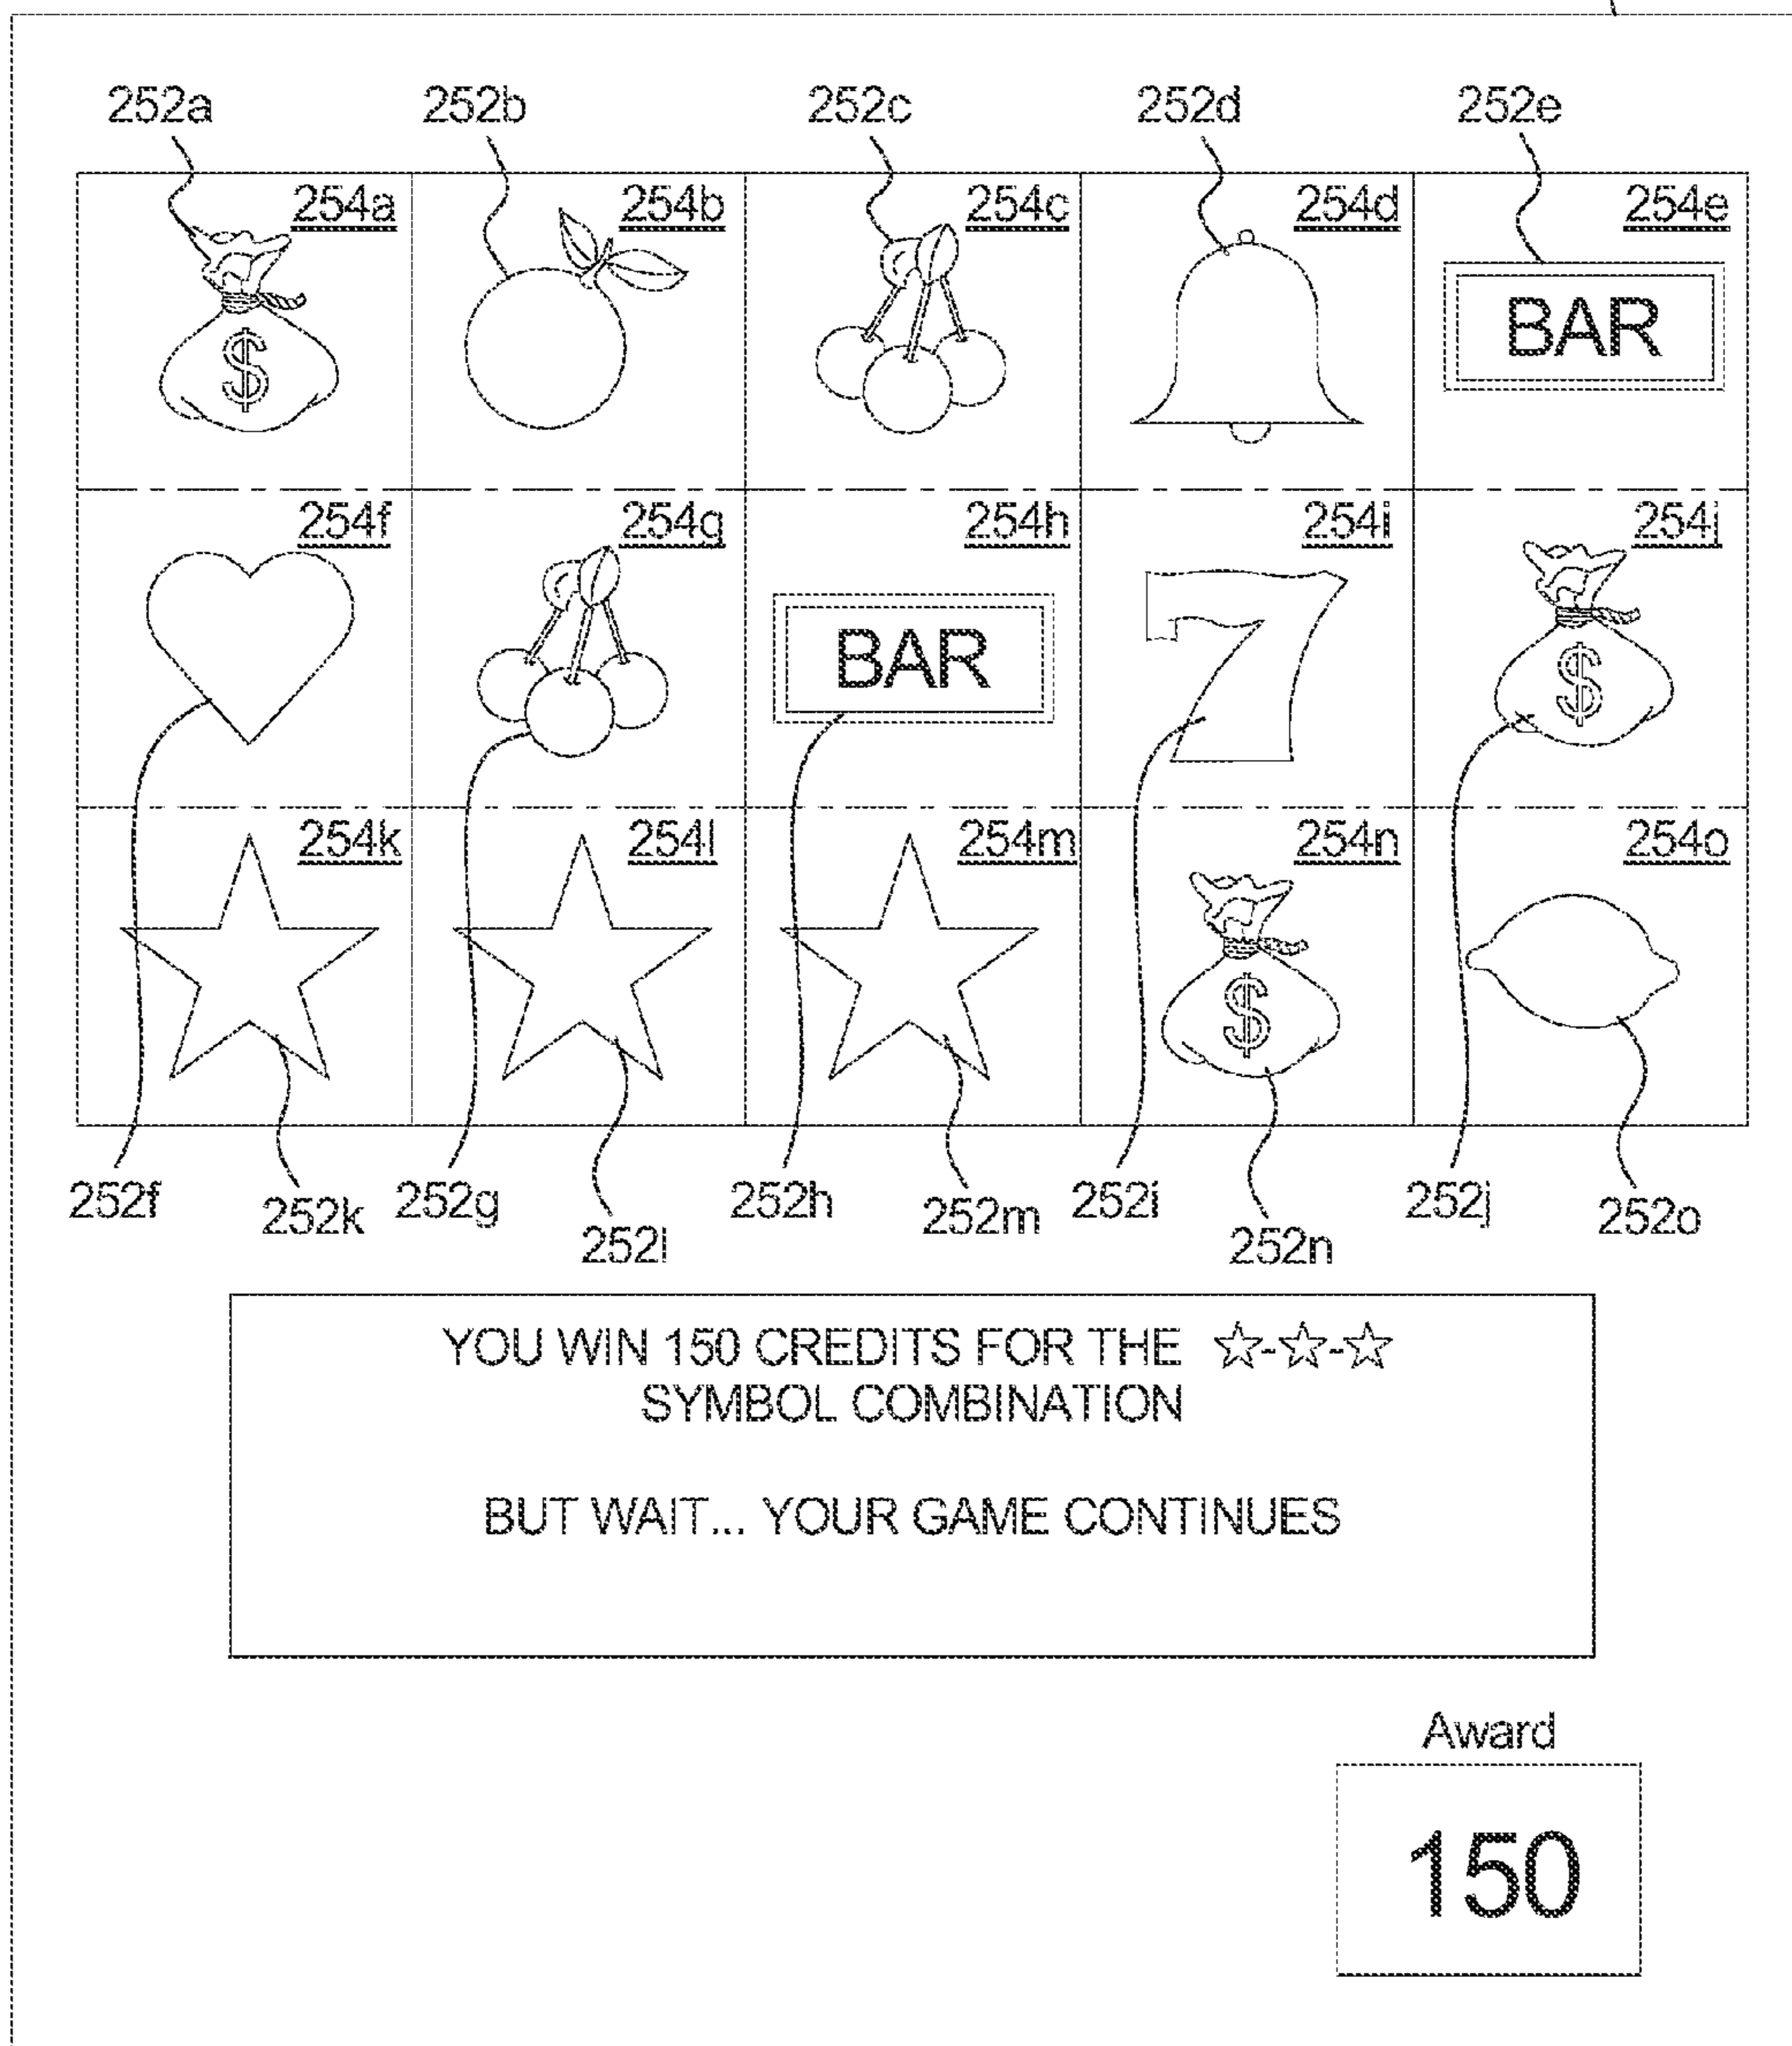 252a 252b 252c 252d 252e
254a 254b 254c 254d 254e
$ BAR
254f 254g 254h 254i 254j
BAR 7 $
254k 254l 254m 254n 254o
$
252f 252k 252g 252l 252h 252m 252i 252n 252j 252o
YOU WIN 150 CREDITS FOR THE ☆-☆-☆
SYMBOL COMBINATION
BUT WAIT... YOUR GAME CONTINUES
Award
150